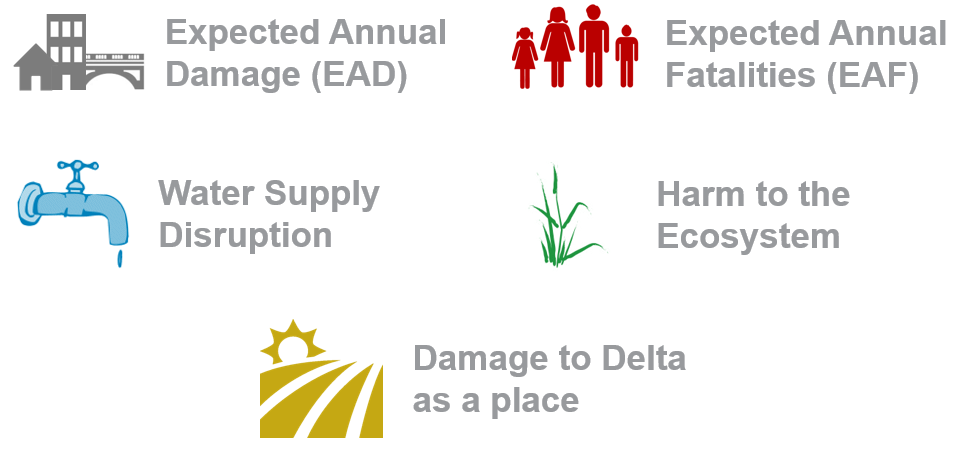 Expected Annual
Damage (EAD)
Expected Annual
Fatalities (EAF)
Water Supply
Disruption
Harm to the
Ecosystem
Damage to Delta
as a place